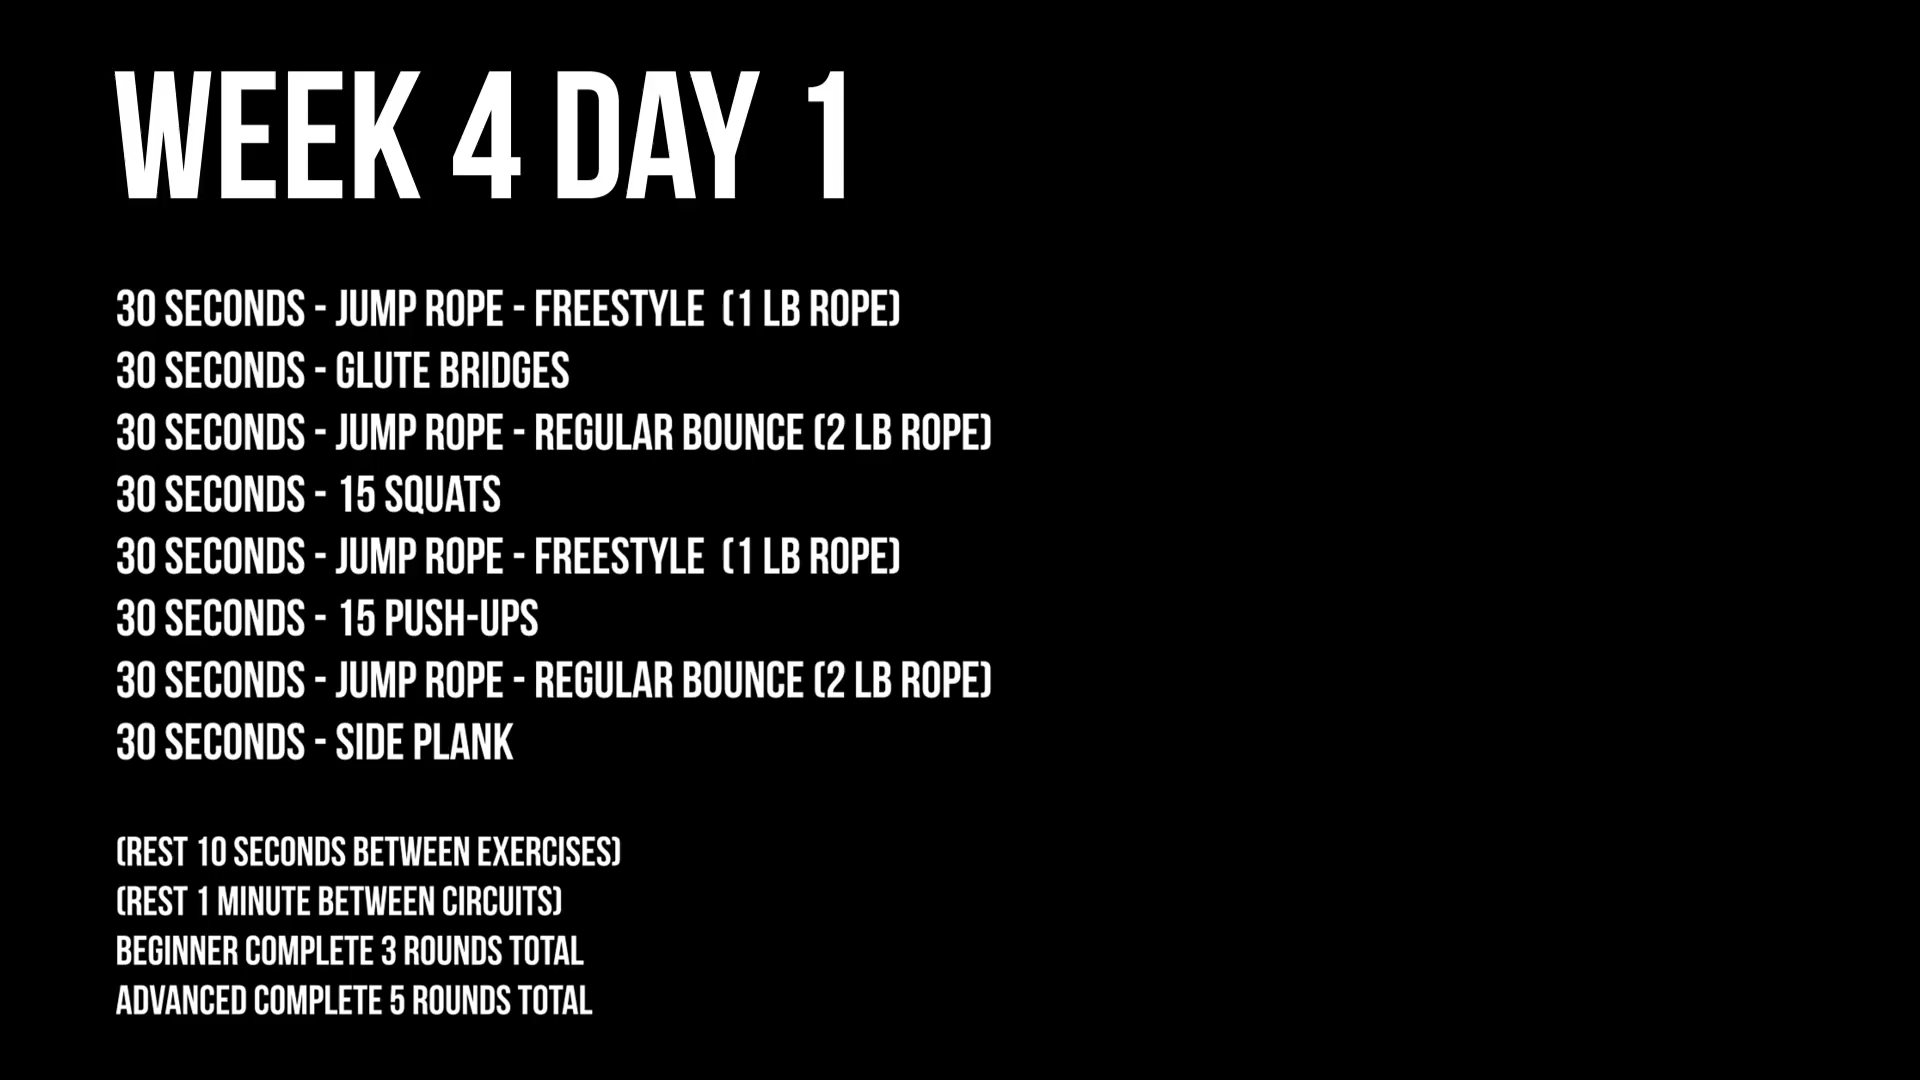 WEEK 4 DAY 1
30 SECONDS - JUMP ROPE - FREESTYLE (1 LB ROPE)
30 SECONDS - GLUTE BRIDGES
30 SECONDS - JUMP ROPE - REGULAR BOUNCE (2 LB ROPE)
30 SECONDS - 15 SQUATS
30 SECONDS - JUMP ROPE - FREESTYLE (1 LB ROPE)
30 SECONDS - 15 PUSH-UPS
30 SECONDS - JUMP ROPE - REGULAR BOUNCE (2 LB ROPE)
30 SECONDS - SIDE PLANK
(REST 10 SECONDS BETWEEN EXERCISES)
(REST 1 MINUTE BETWEEN CIRCUITS)
BEGINNER COMPLETE 3 ROUNDS TOTAL
ADVANCED COMPLETE 5 ROUNDS TOTAL